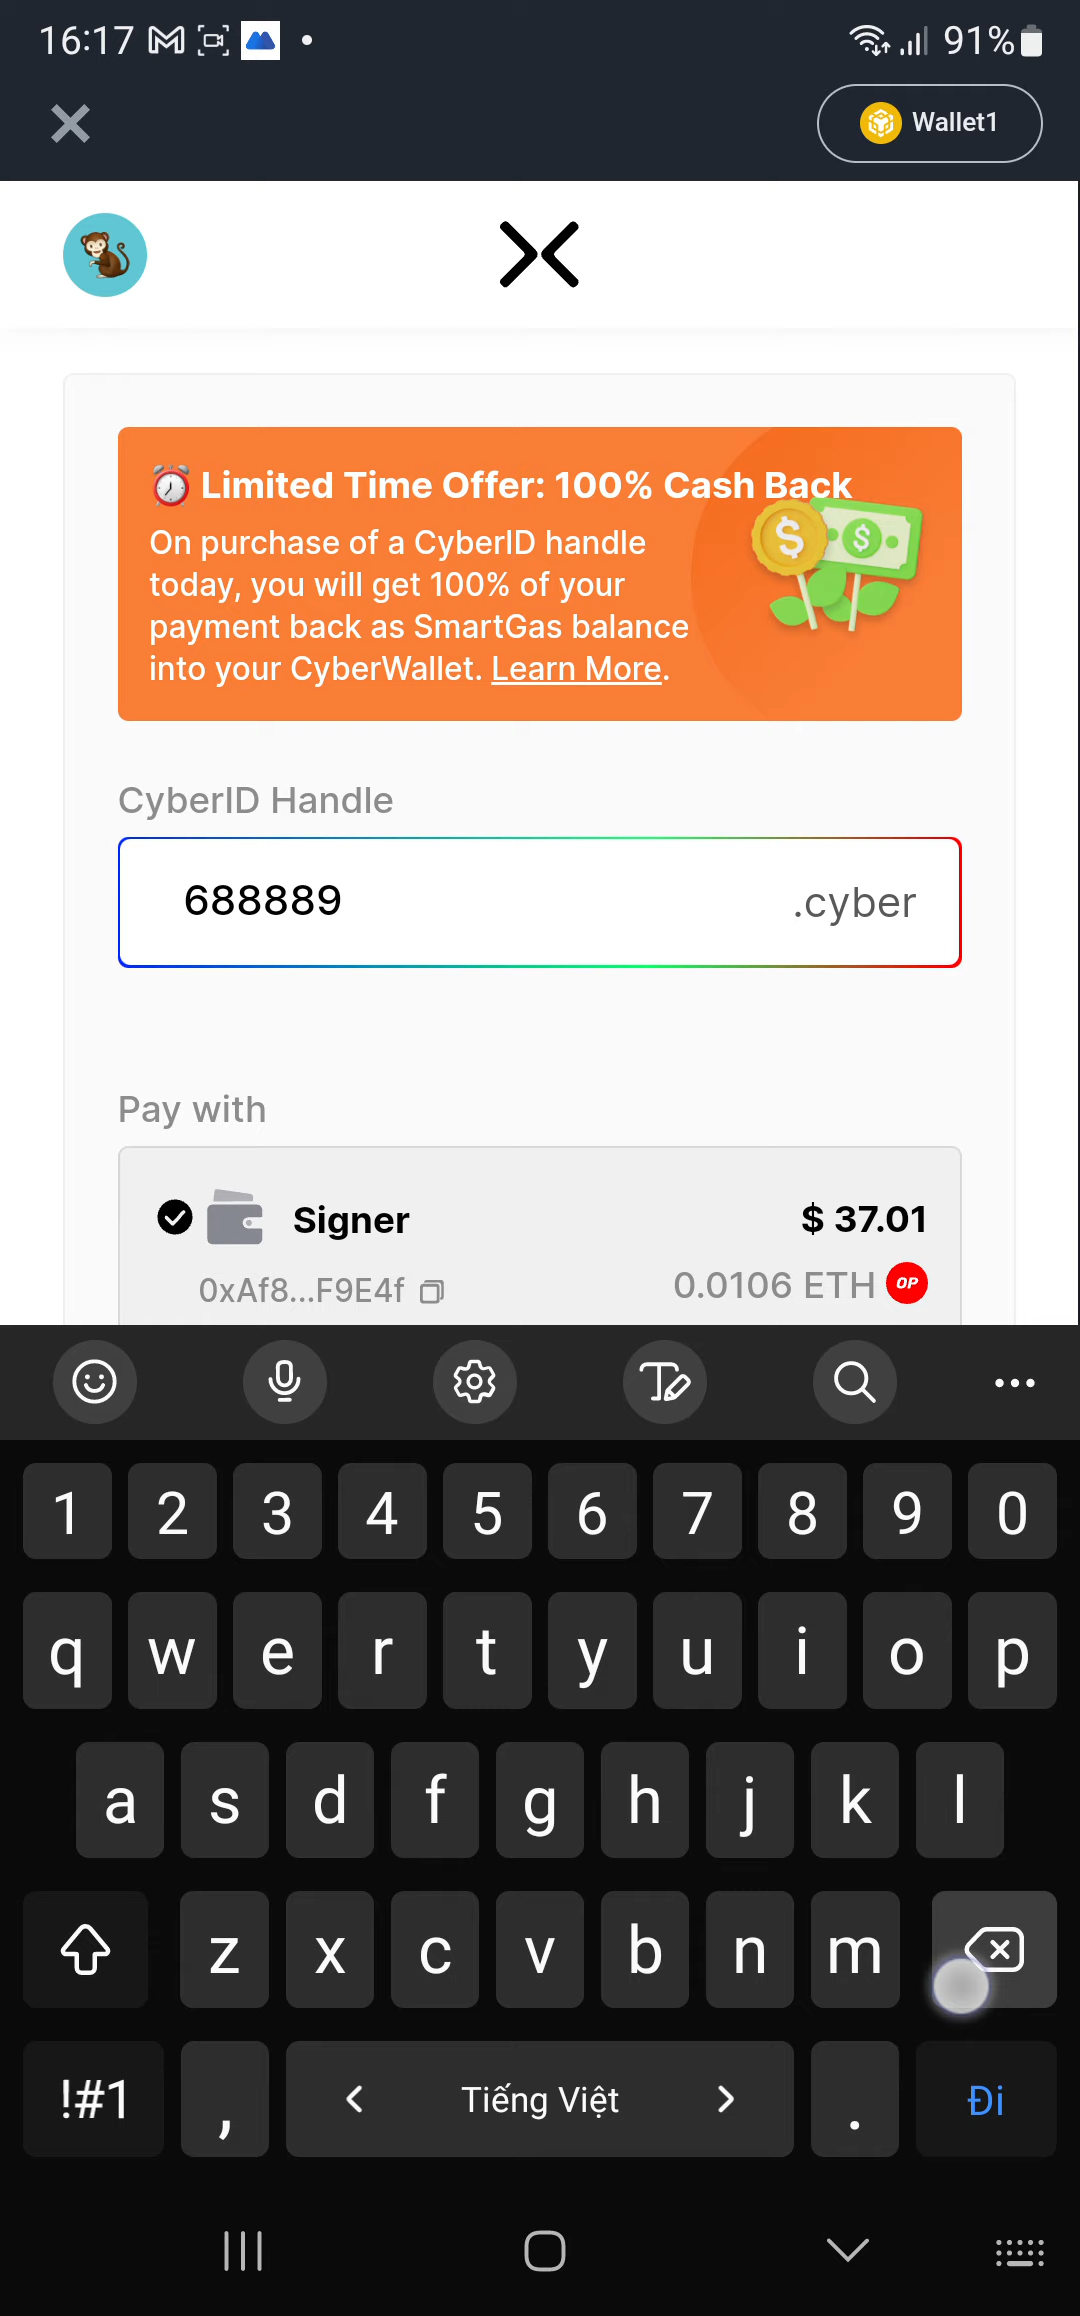 16:17
91%
Wallet1
Limited Time Offer: 100% Cash Back
On purchase of a CyberID handle
today, you will get 100% of your
payment back as SmartGas balance
into your CyberWallet. Learn More.
CyberID Handle
688889
.cyber
Pay with
Signer
$ 37.01
0xAf8...F9E4f
0.0106 ETH OP
1 2 3 4 5 6 7 8 9 0
q w e r t y u i o p
a s d f g h j k l
z x c v b n m
!#1 , < Tiếng Việt > . Đi